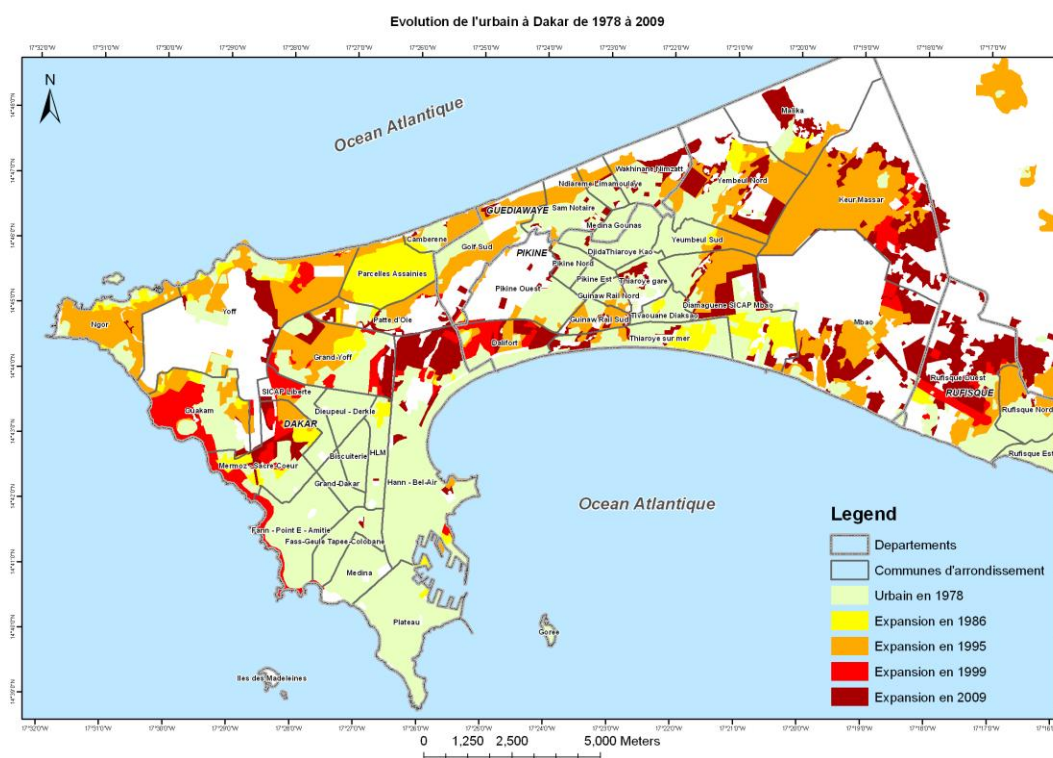 Evolution de l'urbain à Dakar de 1978 à 2009
N
Ocean Atlantique
Malika
Wakhinane Nimzatt
Ndiareme Limamoulaye
Yembeul Nord
Keur Massar
GUEDIAWAYE
Sam Notaire
Medina Gounas
Camberene
Golf Sud
Yeumbeul Sud
PIKINE
DjidaThiaroye Kao
Pikine Nord
Parcelles Assainies
Pikine Est
Thiaroye gare
Pikine Ouest
Guinaw Rail Nord
Diamaguene SICAP Mbao
Yoff
Patte d'Oie
Guinaw Rail Sud
Tivaouane Diaksao
Ngor
Mbao
Grand-Yoff
Dalifort
Thiaroye sur mer
SICAP Liberte
Rufisque Ouest
RUFISQUE
Ouakam
Dieupeul - Derkle
Rufisque Nord
DAKAR
Biscuiterie
HLM
Rufisque Est
Mermoz - Sacre Coeur
Grand-Dakar
Hann - Bel-Air
Ocean Atlantique
Fann - Point E - Amitie
Fass-Geule Tapee-Colobane
Medina
Plateau
Goree
Iles des Madeleines
Legend
Departements
Communes d'arrondissement
Urbain en 1978
Expansion en 1986
Expansion en 1995
Expansion en 1999
Expansion en 2009
0 1,250 2,500 5,000 Meters